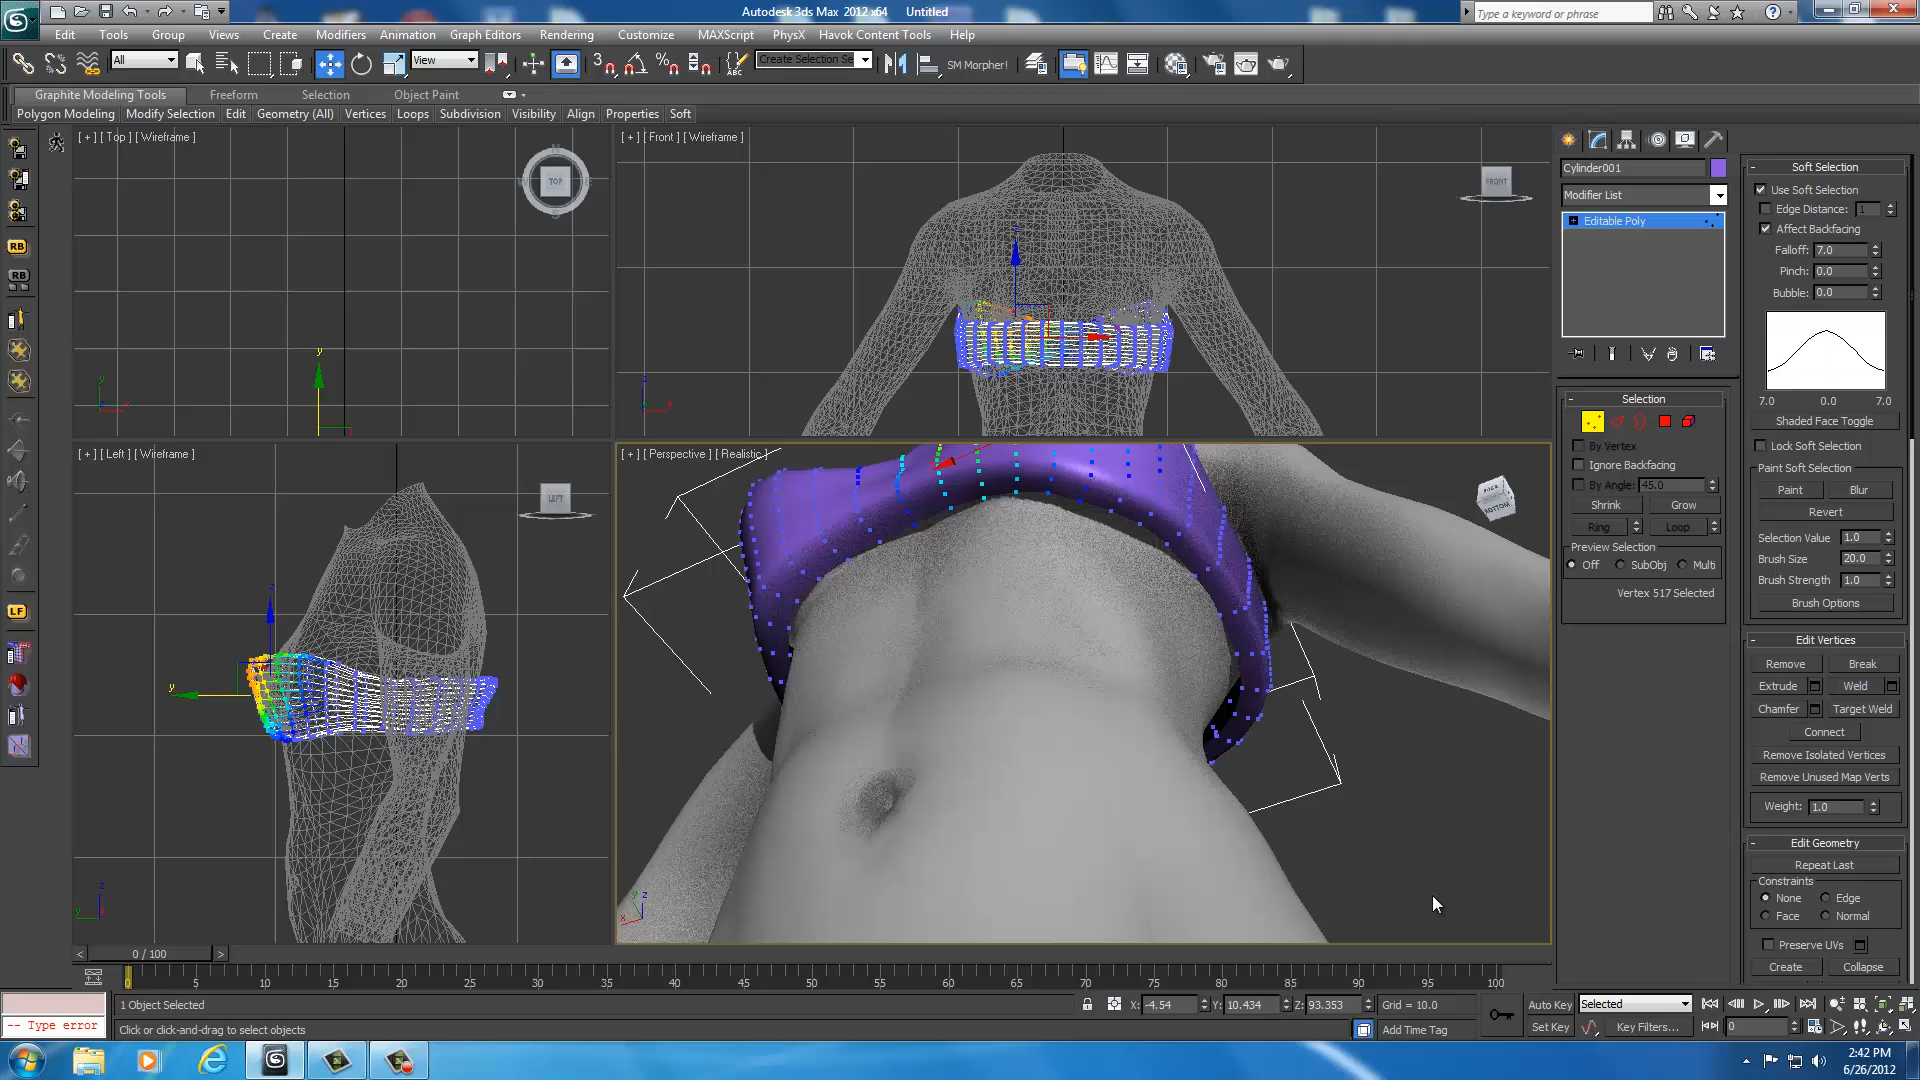 Autodesk 3ds Max 2012 x64 Untitled
Type a keyword or phrase
Edit Tools Group Views Create Modifiers Animation Graph Editors Rendering Customize MAXScript PhysX Havok Content Tools Help
All View Create Selection Se SM Morpher!
Graphite Modeling Tools Freeform Selection Object Paint
Polygon Modeling Modify Selection Edit Geometry (All) Vertices Loops Subdivision Visibility Align Properties Soft
[ + ] [ Top ] [ Wireframe ]
TOP
[ + ] [ Front ] [ Wireframe ]
FRONT
[ + ] [ Left ] [ Wireframe ]
LEFT
[ + ] [ Perspective ] [ Realistic ]
BACK
BOTTOM
RB
RB
LF
Cylinder001
Modifier List
Editable Poly
Selection
By Vertex
Ignore Backfacing
By Angle: 45.0
Shrink Grow
Ring Loop
Preview Selection
Off SubObj Multi
Vertex 517 Selected
Soft Selection
Use Soft Selection
Edge Distance: 1
Affect Backfacing
Falloff: 7.0
Pinch: 0.0
Bubble: 0.0
7.0 0.0 7.0
Shaded Face Toggle
Lock Soft Selection
Paint Soft Selection
Paint Blur
Revert
Selection Value 1.0
Brush Size 20.0
Brush Strength 1.0
Brush Options
Edit Vertices
Remove Break
Extrude Weld
Chamfer Target Weld
Connect
Remove Isolated Vertices
Remove Unused Map Verts
Weight: 1.0
Edit Geometry
Repeat Last
Constraints
None Edge
Face Normal
Preserve UVs
Create Collapse
0 / 100
0 5 10 15 20 25 30 35 40 45 50 55 60 65 70 75 80 85 90 95 100
1 Object Selected X: -4.54 Y: 10.434 Z: 93.353 Grid = 10.0 Auto Key Selected
-- Type error Click or click-and-drag to select objects Add Time Tag Set Key Key Filters... 0
2:42 PM
6/26/2012